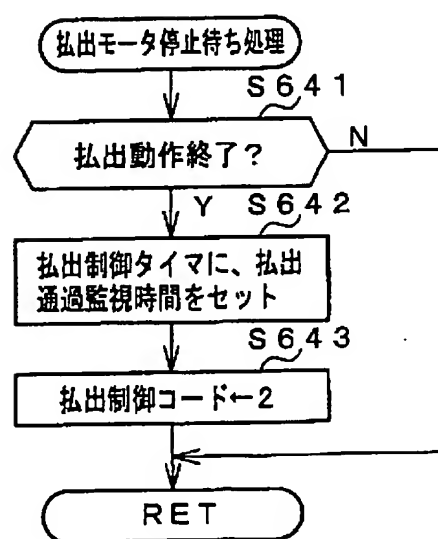 払出モータ停止待ち処理
S641
払出動作終了?
N
Y
S642
払出制御タイマに、払出
通過監視時間をセット
S643
払出制御コード←2
RET